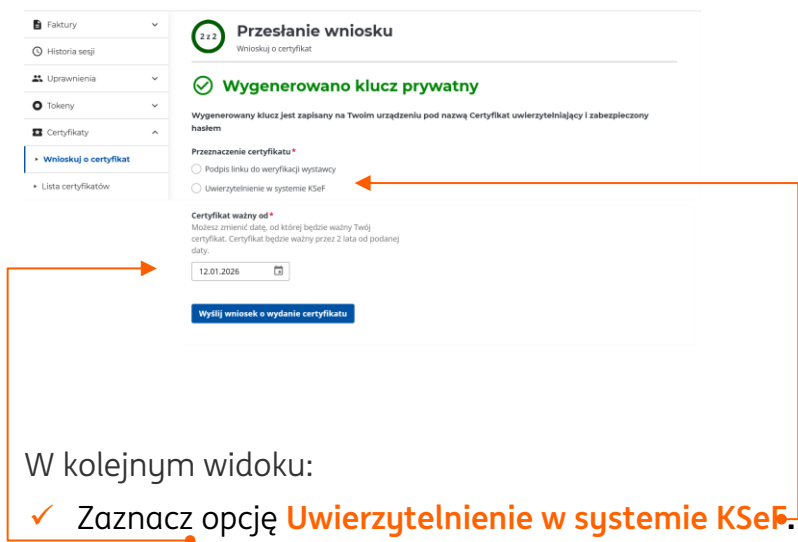 Faktury
Historia sesji
Uprawnienia
Tokeny
Certyfikaty
Wnioskuj o certyfikat
Lista certyfikatów
2 z 2
Przesłanie wniosku
Wnioskuj o certyfikat
Wygenerowano klucz prywatny
Wygenerowany klucz jest zapisany na Twoim urządzeniu pod nazwą Certyfikat uwierzytelniający i zabezpieczony
hasłem
Przeznaczenie certyfikatu*
Podpis linku do weryfikacji wystawcy
Uwierzytelnienie w systemie KSeF
Certyfikat ważny od*
Możesz zmienić datę, od której będzie ważny Twój
certyfikat. Certyfikat będzie ważny przez 2 lata od podanej
daty.
12.01.2026
Wyślij wniosek o wydanie certyfikatu
W kolejnym widoku:
✓ Zaznacz opcję Uwierzytelnienie w systemie KSeF.